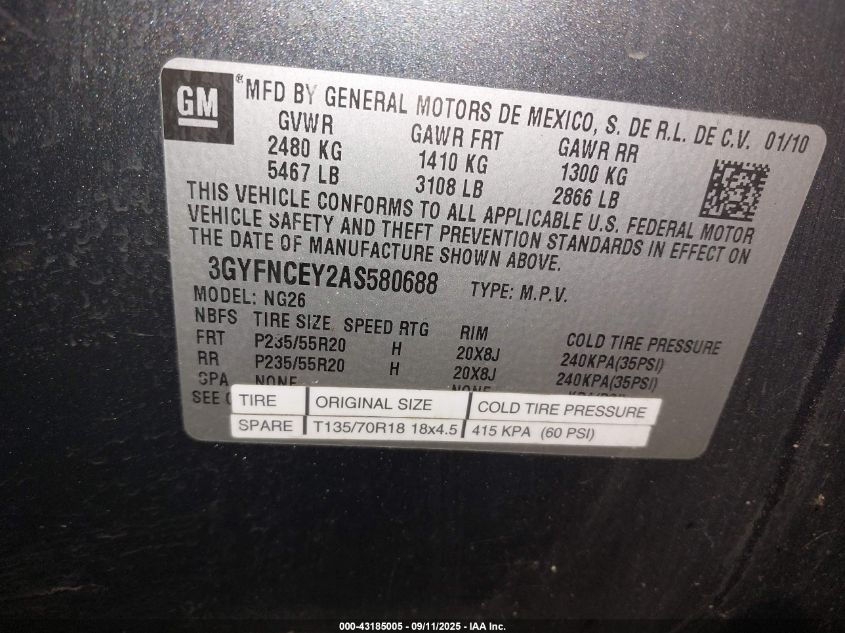 GM
® MFD BY GENERAL MOTORS DE MEXICO, S. DE R.L. DE C.V. 01/10
GVWR GAWR FRT GAWR RR
2480 KG 1410 KG 1300 KG
5467 LB 3108 LB 2866 LB
THIS VEHICLE CONFORMS TO ALL APPLICABLE U.S. FEDERAL MOTOR
VEHICLE SAFETY AND THEFT PREVENTION STANDARDS IN EFFECT ON
THE DATE OF MANUFACTURE SHOWN ABOVE.
3GYFNCEY2AS580688 TYPE: M.P.V.
MODEL: NG26
NBFS TIRE SIZE SPEED RTG RIM COLD TIRE PRESSURE
FRT P235/55R20 H 20X8J 240KPA(35PSI)
RR P235/55R20 H 20X8J 240KPA(35PSI)
SPA NONE NONE
SEE
TIRE ORIGINAL SIZE COLD TIRE PRESSURE
SPARE T135/70R18 18x4.5 415 KPA (60 PSI)
000-43185005 - 09/11/2025 - IAA Inc.